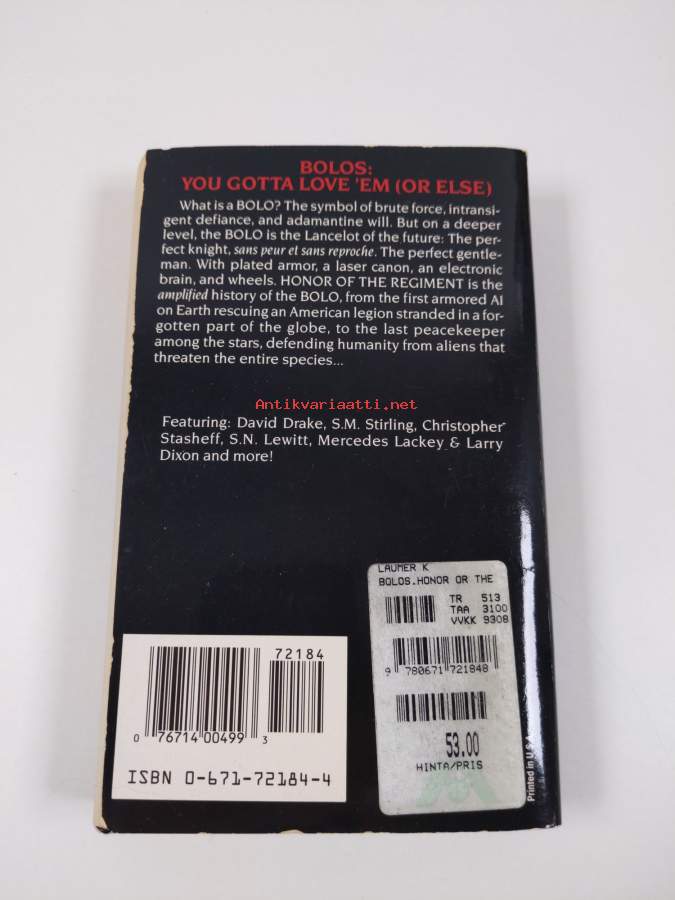 BOLOS:
YOU GOTTA LOVE 'EM (OR ELSE)
What is a BOLO? The symbol of brute force, intransi-
gent defiance, and adamantine will. But on a deeper
level, the BOLO is the Lancelot of the future: The per-
fect knight, sans peur et sans reproche. The perfect gentle-
man. With plated armor, a laser canon, an electronic
brain, and wheels. HONOR OF THE REGIMENT is the
amplified history of the BOLO, from the first armored AI
on Earth rescuing an American legion stranded in a for-
gotten part of the globe, to the last peacekeeper
among the stars, defending humanity from aliens that
threaten the entire species...
Antikvariaatti.net
Featuring: David Drake, S.M. Stirling, Christopher
Stasheff, S.N. Lewitt, Mercedes Lackey & Larry
Dixon and more!
LAUMER K
BOLOS.HONOR OR THE
TR 513
TAA 3100
VVKK 9308
9 780671 721848
53.00
HINTA/PRIS
72184
0 76714 00499 3
ISBN 0-671-72184-4
Printed in U.S.A.